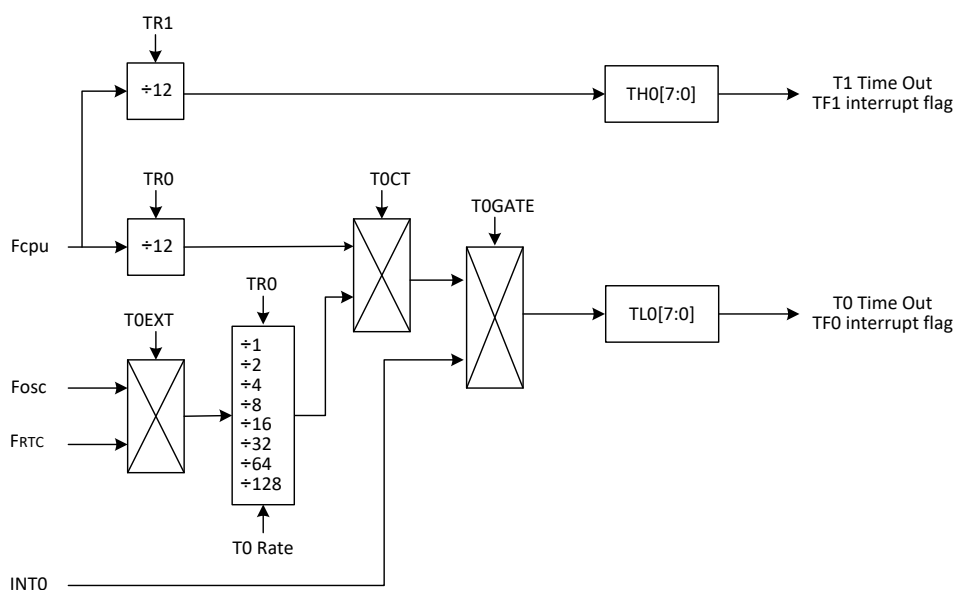 TR1
÷12
TH0[7:0]
T1 Time Out
TF1 interrupt flag
TR0
T0CT
T0GATE
Fcpu
÷12
TR0
TL0[7:0]
T0 Time Out
TF0 interrupt flag
T0EXT
÷1
÷2
÷4
÷8
÷16
÷32
÷64
÷128
Fosc
FRTC
T0 Rate
INT0